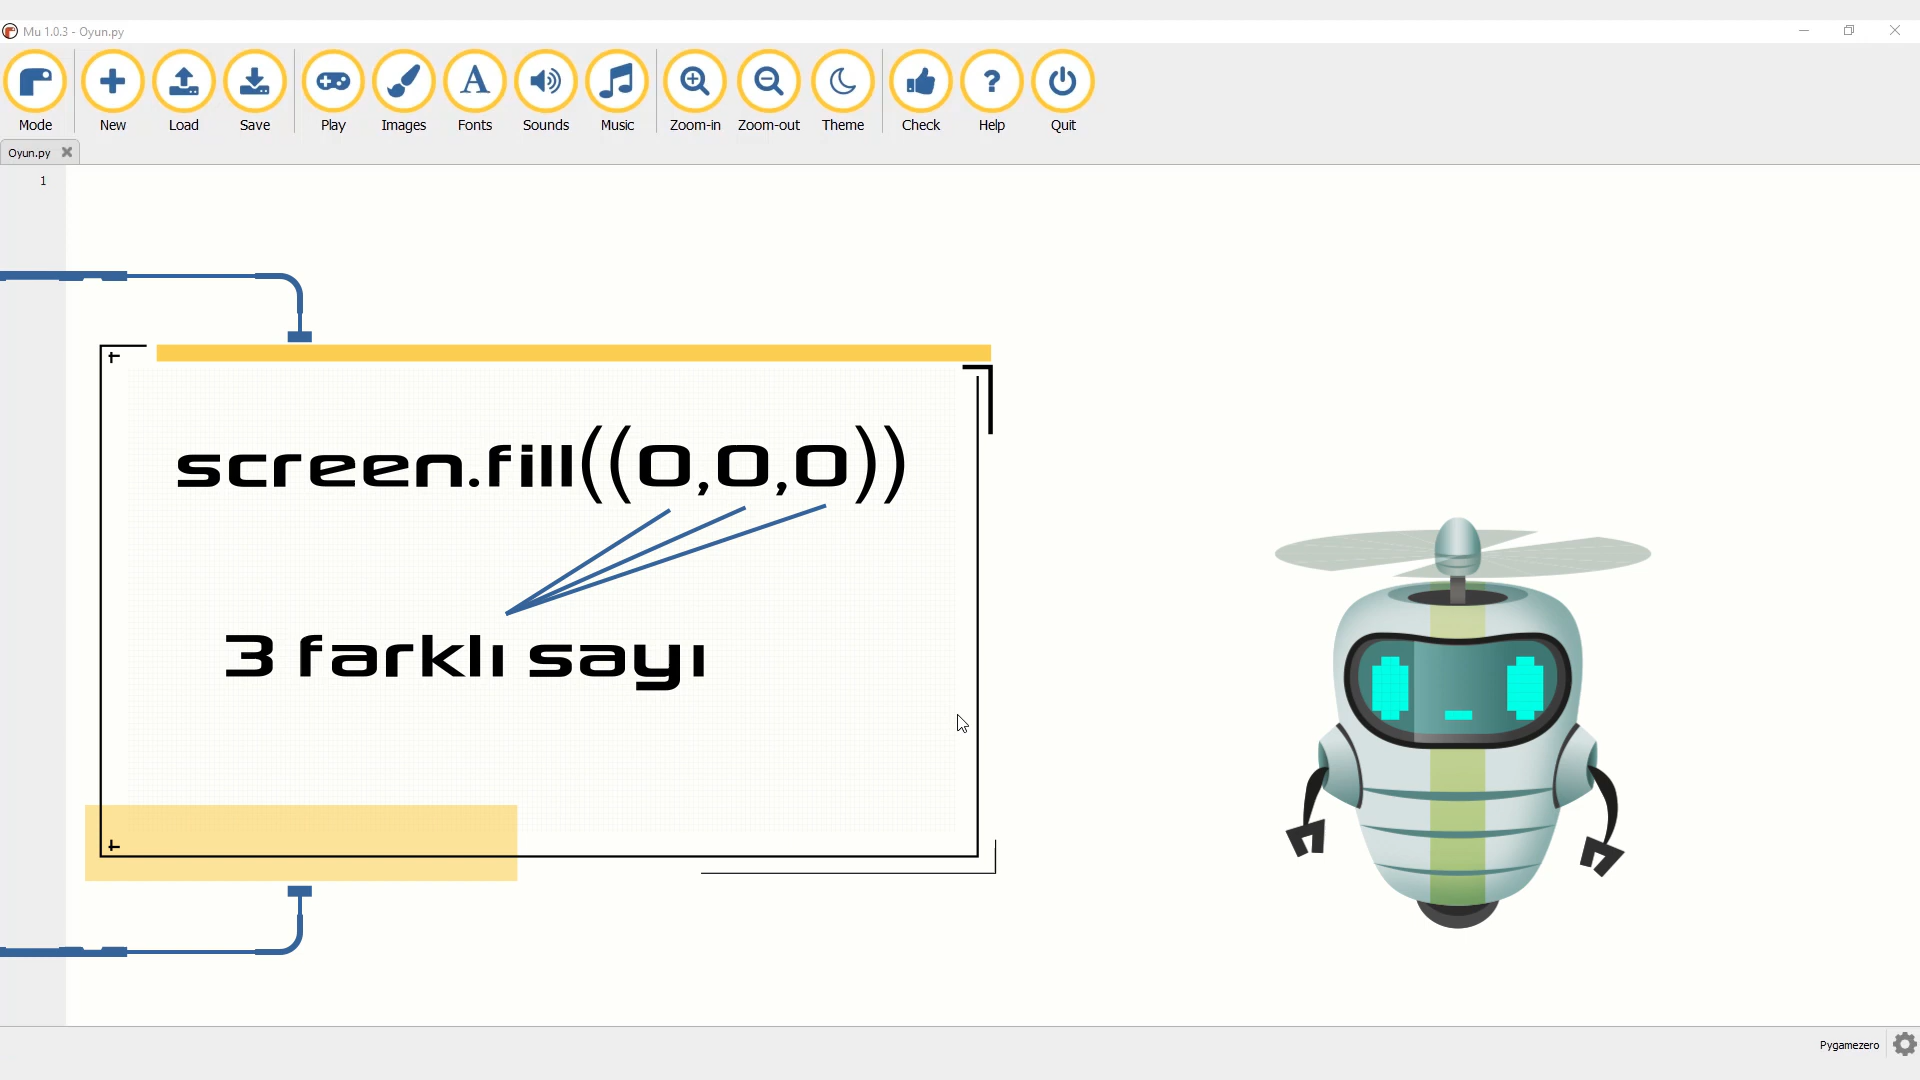 Mu 1.0.3 - Oyun.py
Mode New Load Save Play Images Fonts Sounds Music Zoom-in Zoom-out Theme Check Help Quit
Oyun.py
1
screen.fill((0,0,0))
3 farklı sayı
Pygamezero